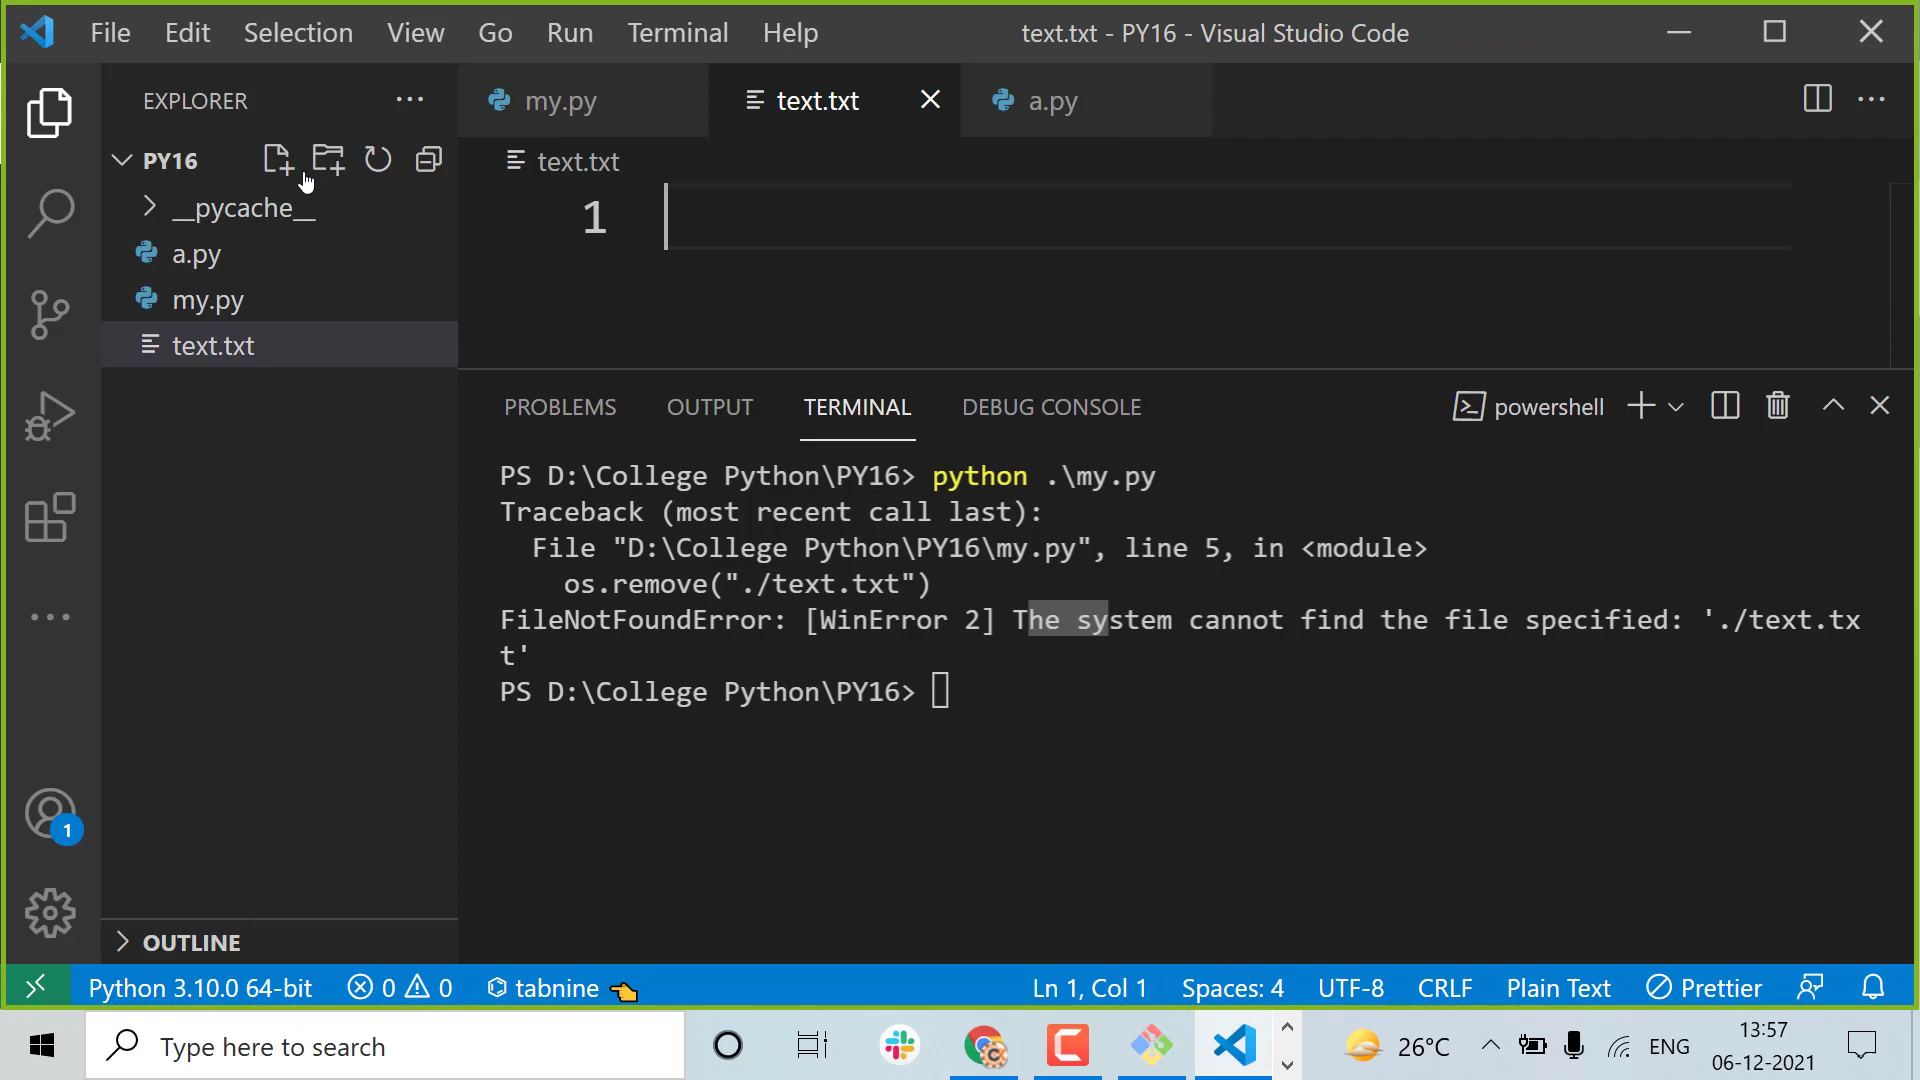 File Edit Selection View Go Run Terminal Help text.txt - PY16 - Visual Studio Code
EXPLORER
my.py text.txt a.py
PY16
text.txt
__pycache__
1
a.py
my.py
text.txt
PROBLEMS OUTPUT TERMINAL DEBUG CONSOLE powershell
PS D:\College Python\PY16> python .\my.py
Traceback (most recent call last):
File "D:\College Python\PY16\my.py", line 5, in <module>
os.remove("./text.txt")
FileNotFoundError: [WinError 2] The system cannot find the file specified: './text.tx
t'
PS D:\College Python\PY16>
1
OUTLINE
Python 3.10.0 64-bit 0 0 tabnine Ln 1, Col 1 Spaces: 4 UTF-8 CRLF Plain Text Prettier
Type here to search
26°C ENG
13:57
06-12-2021